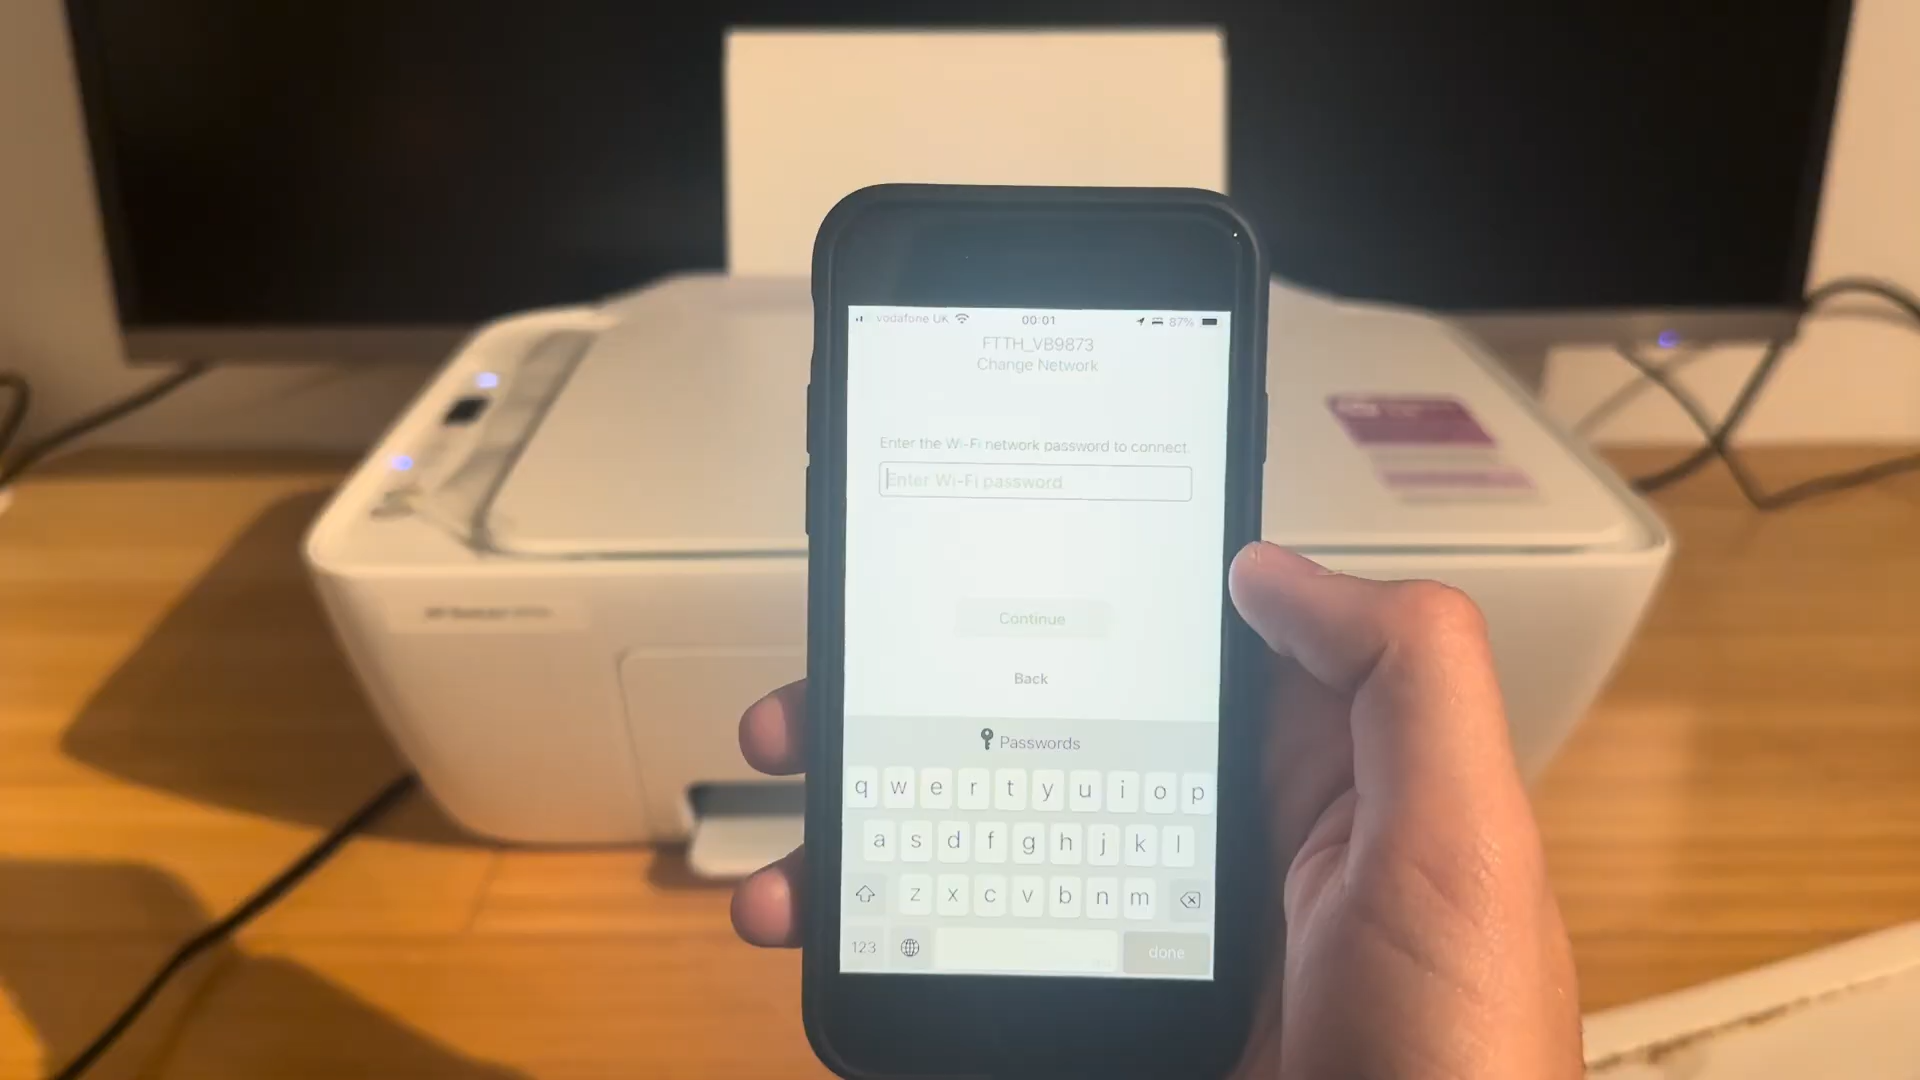 vodafone UK 00:01 87%
FTTH_VB9873
Change Network
Enter the Wi-Fi network password to connect.
Enter Wi-Fi password
Continue
Back
Passwords
q w e r t y u i o p
a s d f g h j k l
z x c v b n m
123 done